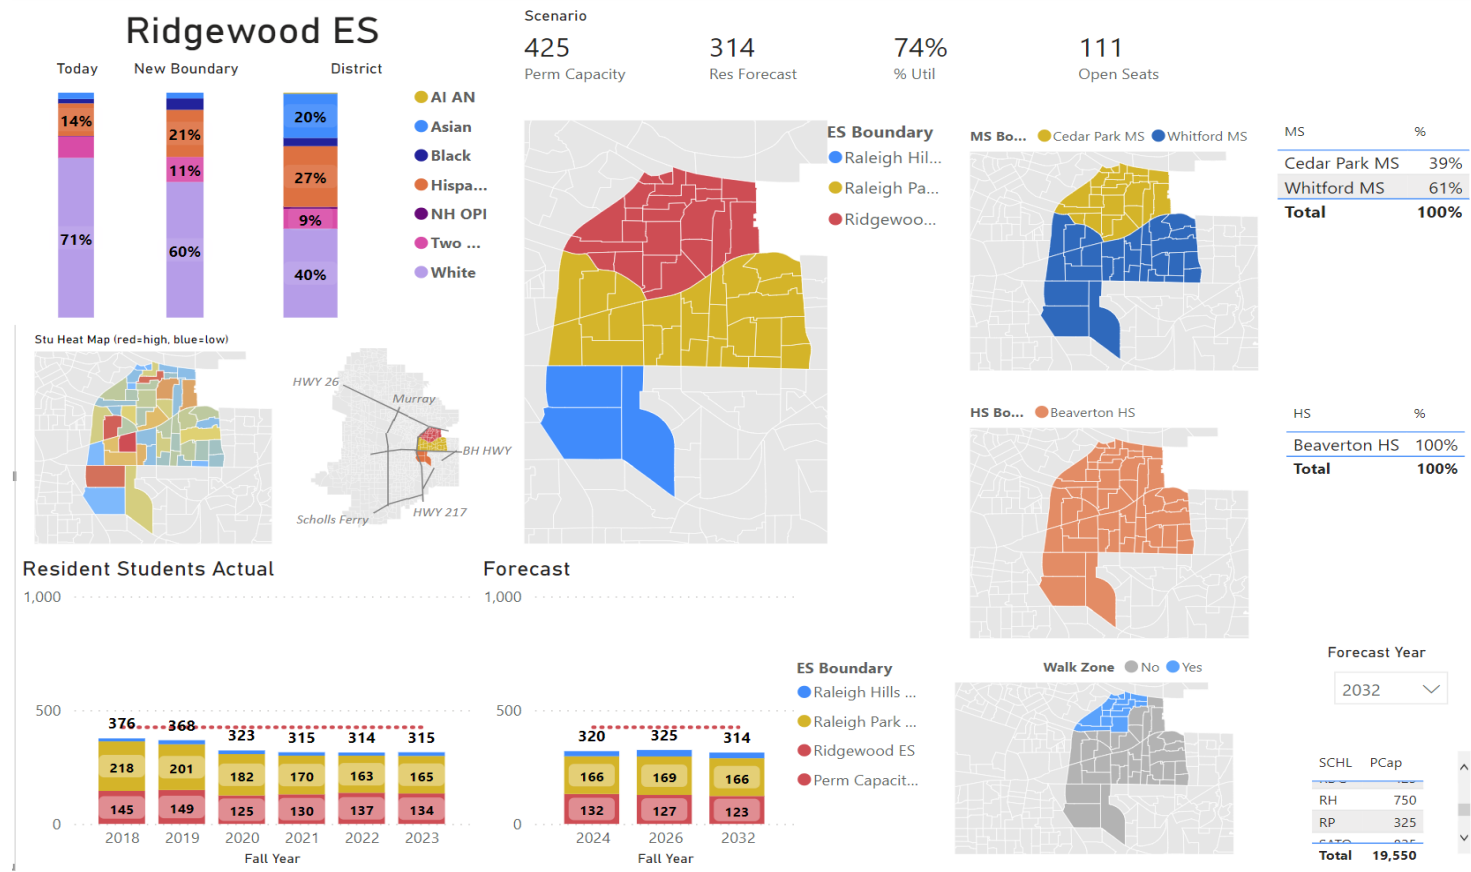 Ridgewood ES
Today New Boundary District
14%
71%
21%
11%
60%
20%
27%
9%
40%
AI AN
Asian
Black
Hispa...
NH OPI
Two ...
White
Scenario
425 314 74% 111
Perm Capacity Res Forecast % Util Open Seats
ES Boundary
Raleigh Hil...
Raleigh Pa...
Ridgewoo...
MS Bo... Cedar Park MS Whitford MS
MS %
Cedar Park MS 39%
Whitford MS 61%
Total 100%
Stu Heat Map (red=high, blue=low)
HWY 26
Murray
BH HWY
HWY 217
Scholls Ferry
HS Bo... Beaverton HS
HS %
Beaverton HS 100%
Total 100%
Resident Students Actual
1,000
500
0
376 368 323 315 314 315
218 201 182 170 163 165
145 149 125 130 137 134
2018 2019 2020 2021 2022 2023
Fall Year
Forecast
1,000
500
0
320 325 314
166 169 166
132 127 123
2024 2026 2032
Fall Year
ES Boundary
Raleigh Hills ...
Raleigh Park ...
Ridgewood ES
Perm Capacit...
Walk Zone No Yes
Forecast Year
2032
SCHL PCap
RH 750
RP 325
Total 19,550